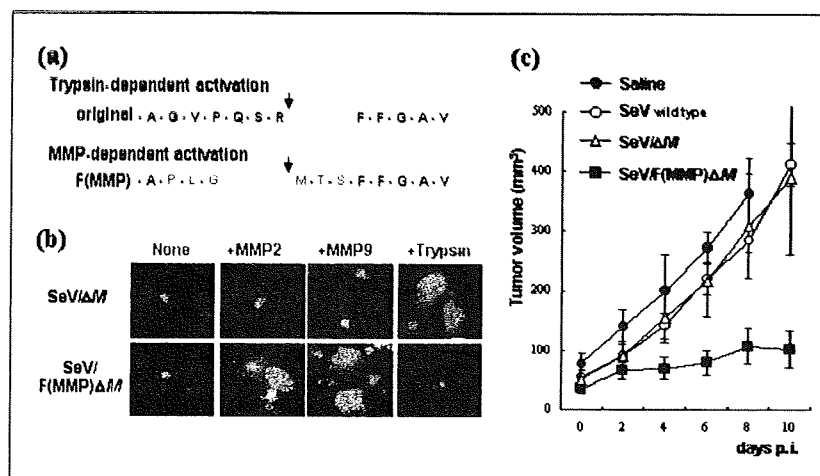 (a)
Trypsin-dependent activation
original ·A·G·V·P·Q·S·R F·F·G·A·V
MMP-dependent activation
F(MMP) ·A·P·L·G M·T·S·F·F·G·A·V
(b)
None +MMP2 +MMP9 +Trypsin
SeV/ΔM
SeV/
F(MMP)ΔM
(c)
Saline
SeV wildtype
SeV/ΔM
SeV/F(MMP)ΔM
Tumor volume (mm³)
500
400
300
200
100
0
0 2 4 6 8 10
days p.i.